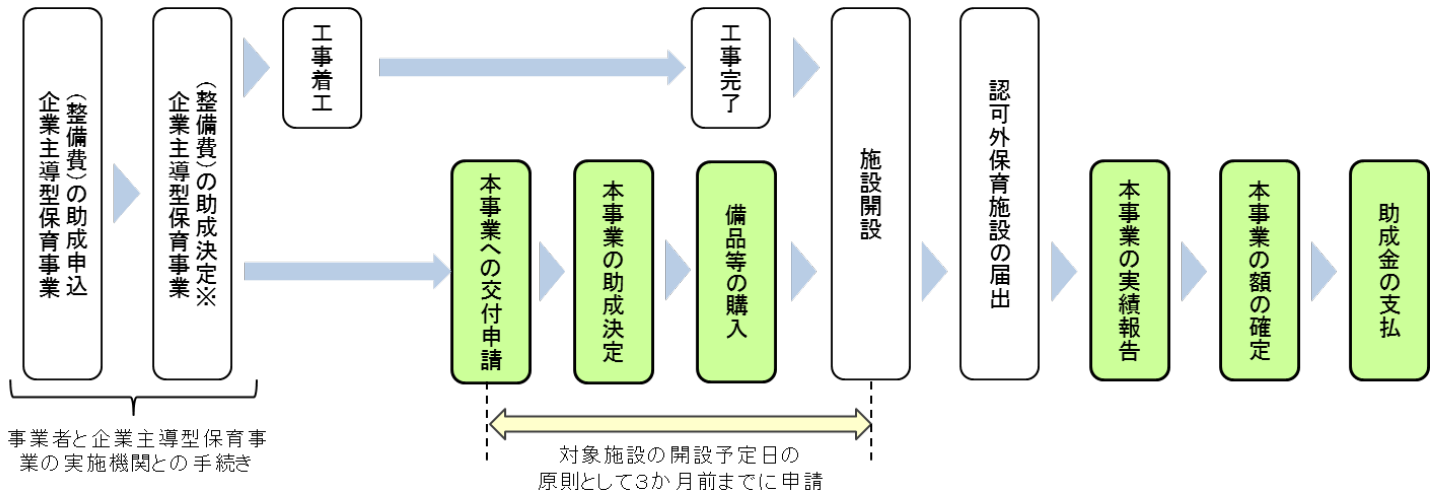 企業主導型保育事業
（整備費）の助成申込
企業主導型保育事業
（整備費）の助成決定※
工事着工
工事完了
本事業への交付申請
本事業の助成決定
備品等の購入
施設開設
認可外保育施設の届出
本事業の実績報告
本事業の額の確定
助成金の支払
事業者と企業主導型保育事
業の実施機関との手続き
対象施設の開設予定日の
原則として３か月前までに申請